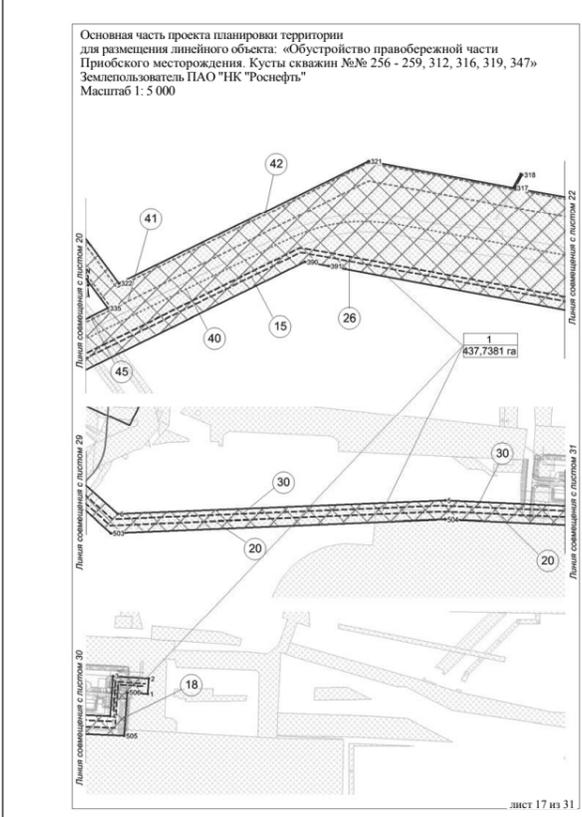 Основная часть проекта планировки территории
для размещения линейного объекта: «Обустройство правобережной части
Приобского месторождения. Кусты скважин №№ 256 - 259, 312, 316, 319, 347»
Землепользователь ПАО "НК "Роснефть"
Масштаб 1: 5 000
42
321
318
317
41
322
335
390
391
Линия совмещения с листом 20
Линия совмещения с листом 22
26
15
40
45
1
437,7381 га
Линия совмещения с листом 29
30
30
6
5
503
504
20
20
Линия совмещения с листом 31
Линия совмещения с листом 30
2
506
1
18
505
лист 17 из 31